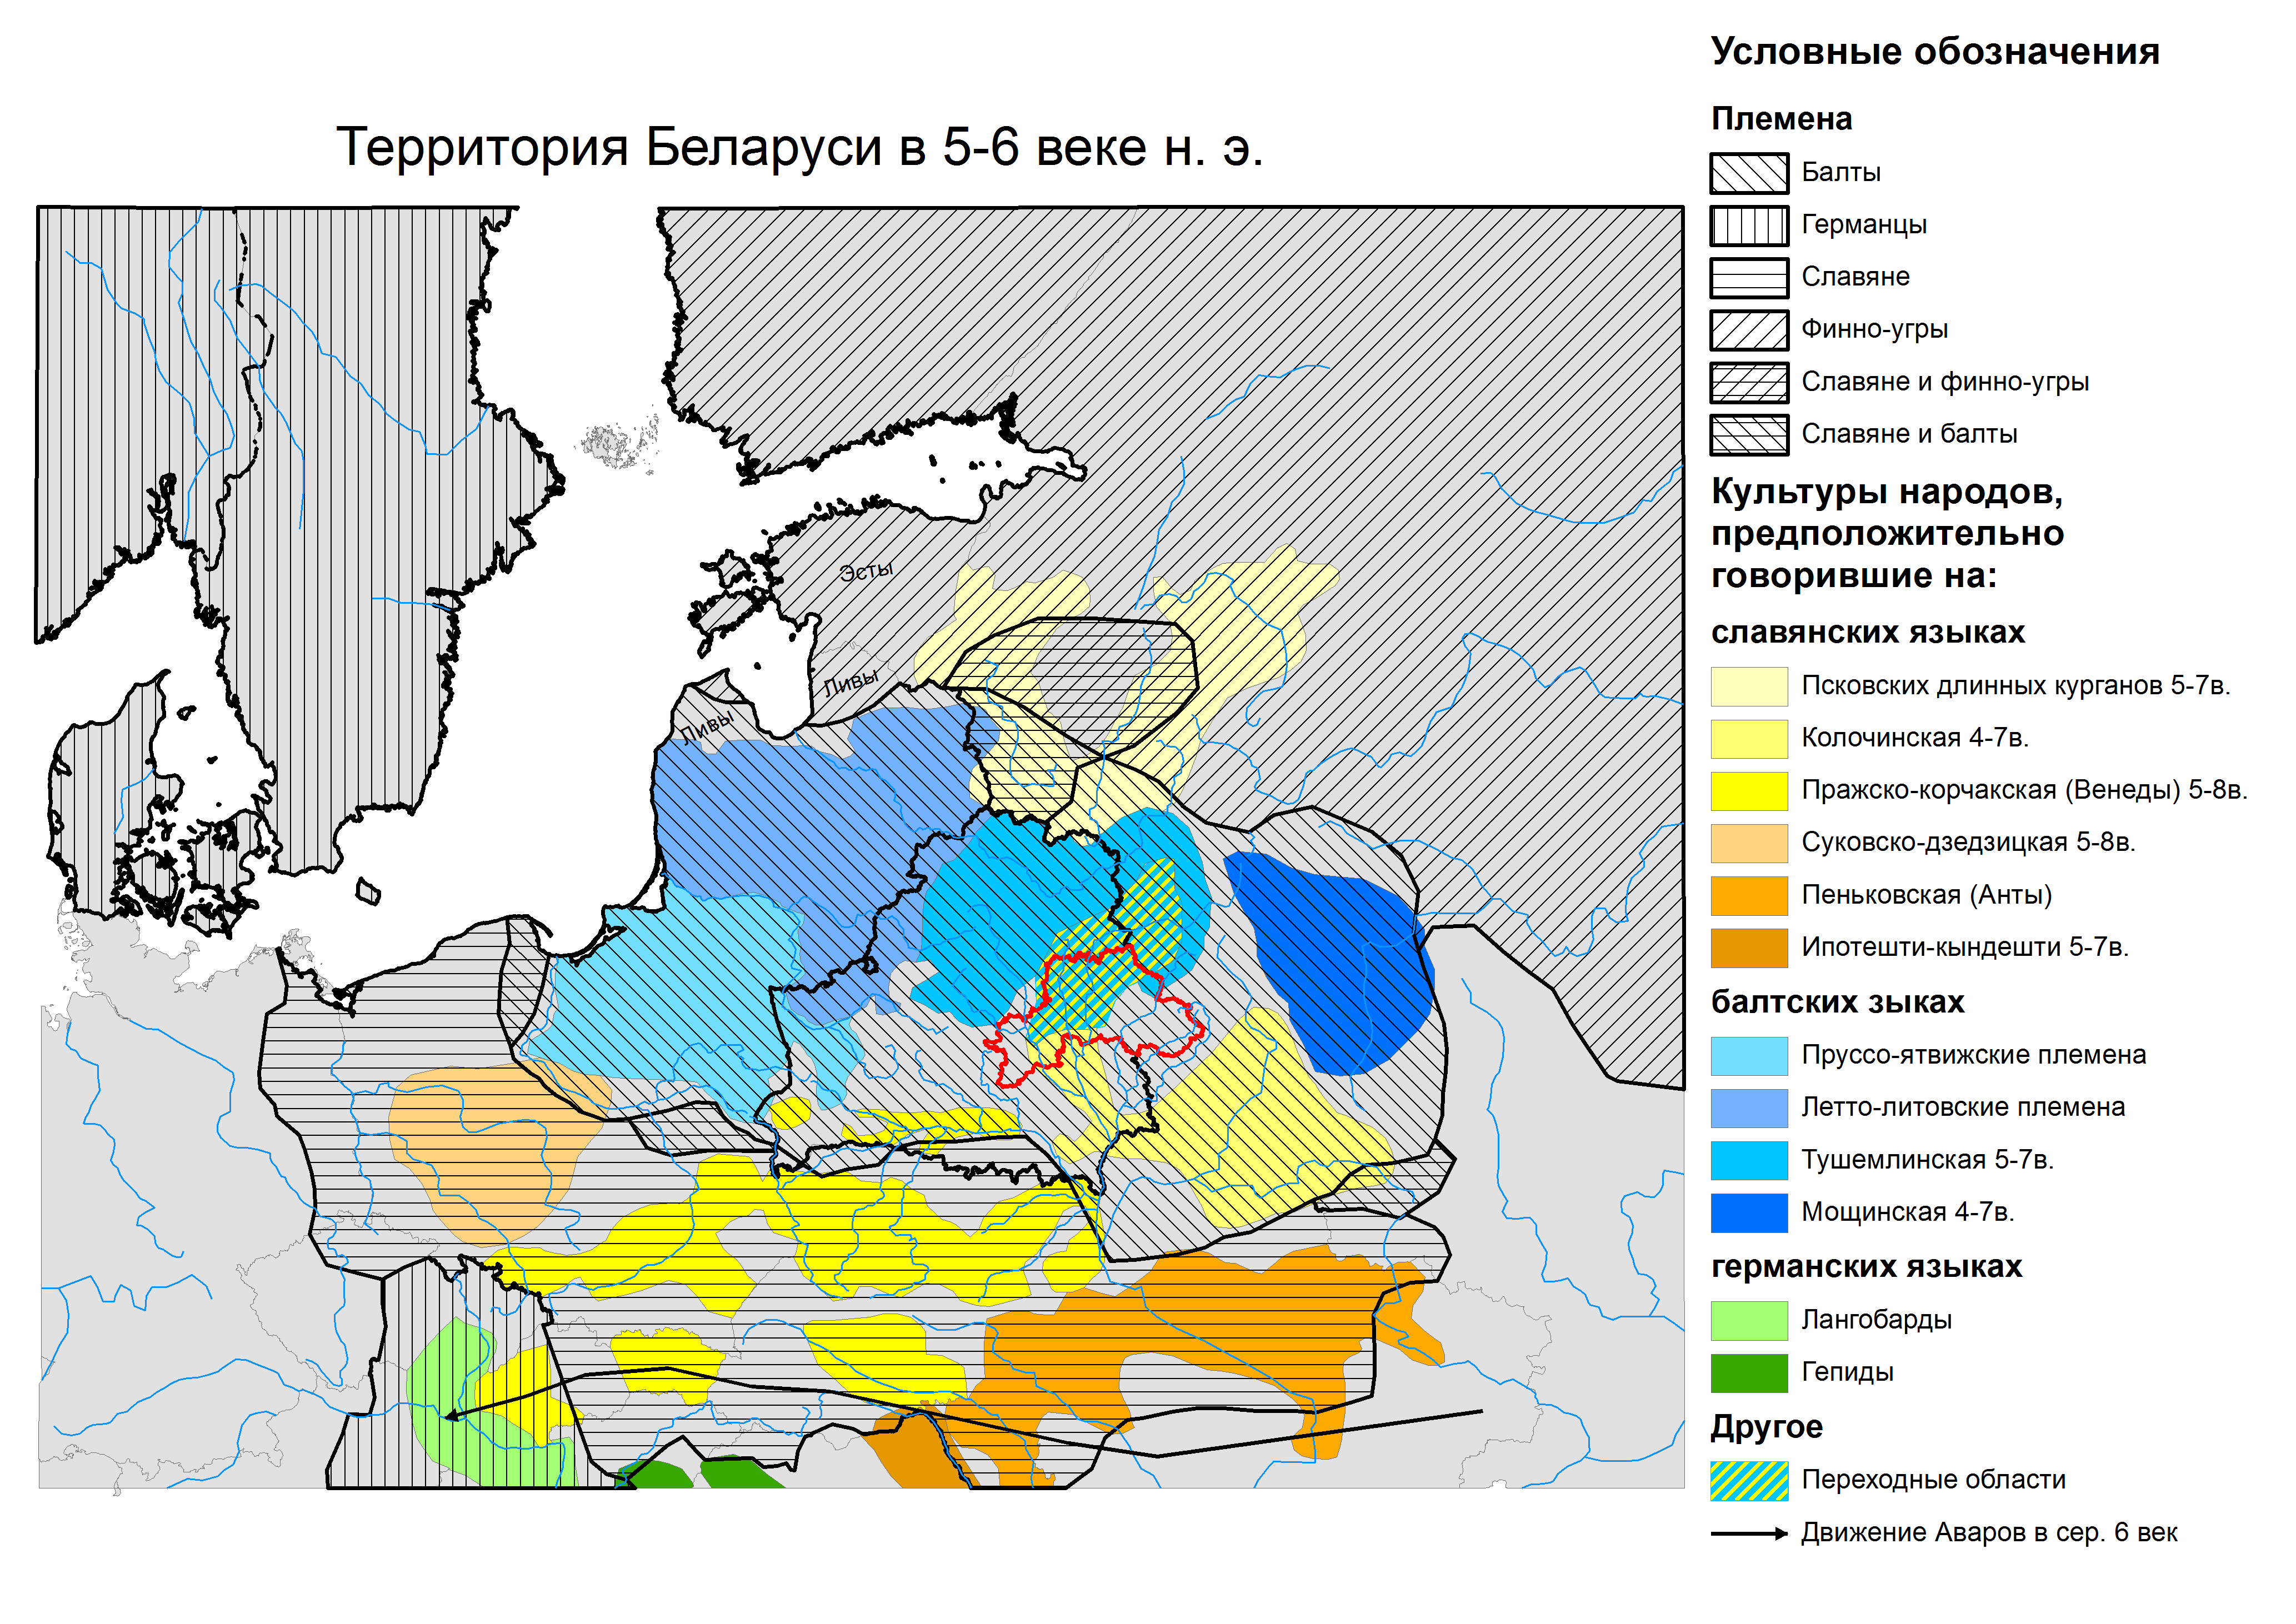 Территория Беларуси в 5-6 веке н. э.
Эсты
Ливы
Ливы
Условные обозначения
Племена
Балты
Германцы
Славяне
Финно-угры
Славяне и финно-угры
Славяне и балты
Культуры народов,
предположительно
говорившие на:
славянских языках
Псковских длинных курганов 5-7в.
Колочинская 4-7в.
Пражско-корчакская (Венеды) 5-8в.
Суковско-дзедзицкая 5-8в.
Пеньковская (Анты)
Ипотешти-кындешти 5-7в.
балтских зыках
Пруссо-ятвижские племена
Летто-литовские племена
Тушемлинская 5-7в.
Мощинская 4-7в.
германских языках
Лангобарды
Гепиды
Другое
Переходные области
Движение Аваров в сер. 6 век